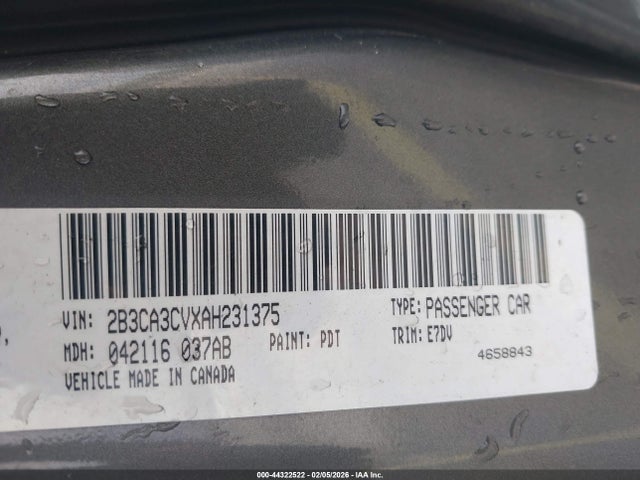 VIN: 2B3CA3CVXAH231375 TYPE: PASSENGER CAR
MDH: 042116 037AB PAINT: PDT TRIM: E7DV
VEHICLE MADE IN CANADA 4658843
000-44322522 - 02/05/2026 - IAA Inc.